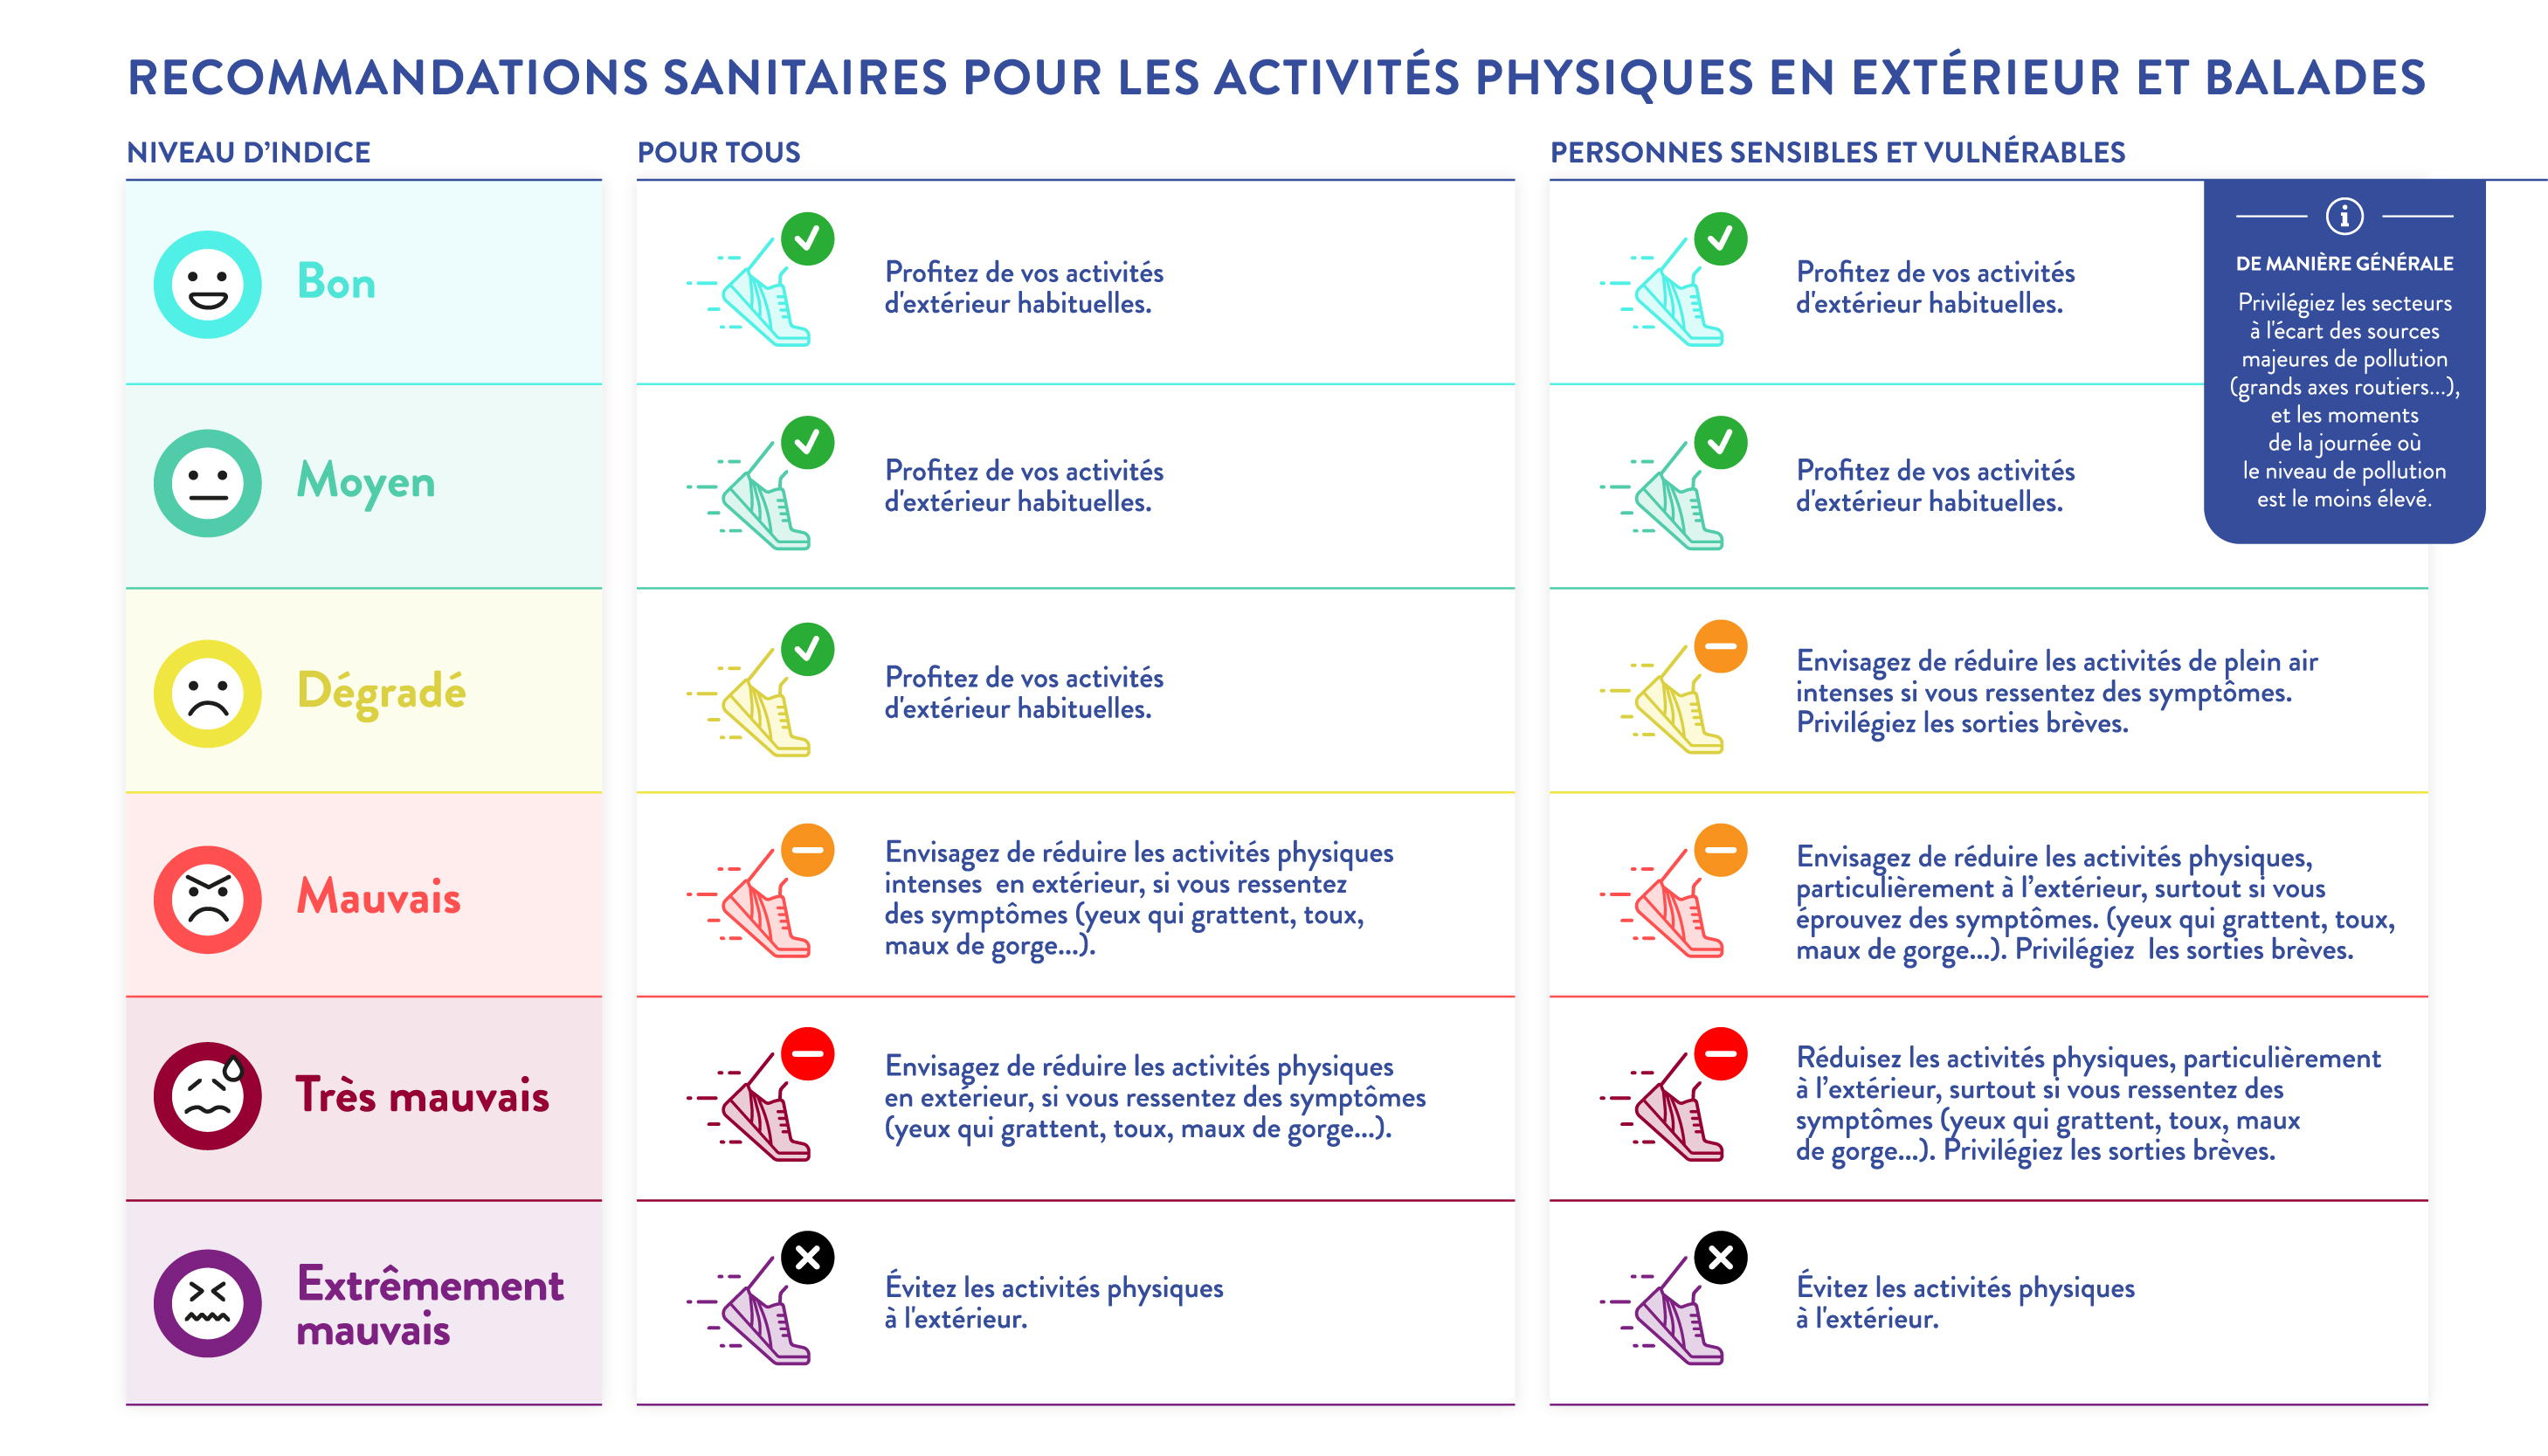 RECOMMANDATIONS SANITAIRES POUR LES ACTIVITÉS PHYSIQUES EN EXTÉRIEUR ET BALADES
NIVEAU D’INDICE
POUR TOUS
PERSONNES SENSIBLES ET VULNÉRABLES
Bon
Profitez de vos activités
d'extérieur habituelles.
Profitez de vos activités
d'extérieur habituelles.
DE MANIÈRE GÉNÉRALE
Privilégiez les secteurs
à l'écart des sources
majeures de pollution
(grands axes routiers...),
et les moments
de la journée où
le niveau de pollution
est le moins élevé.
Moyen
Profitez de vos activités
d'extérieur habituelles.
Profitez de vos activités
d'extérieur habituelles.
Dégradé
Profitez de vos activités
d'extérieur habituelles.
Envisagez de réduire les activités de plein air
intenses si vous ressentez des symptômes.
Privilégiez les sorties brèves.
Mauvais
Envisagez de réduire les activités physiques
intenses  en extérieur, si vous ressentez
des symptômes (yeux qui grattent, toux,
maux de gorge...).
Envisagez de réduire les activités physiques,
particulièrement à l’extérieur, surtout si vous
éprouvez des symptômes. (yeux qui grattent, toux,
maux de gorge...). Privilégiez  les sorties brèves.
Très mauvais
Envisagez de réduire les activités physiques
en extérieur, si vous ressentez des symptômes
(yeux qui grattent, toux, maux de gorge...).
Réduisez les activités physiques, particulièrement
à l’extérieur, surtout si vous ressentez des
symptômes (yeux qui grattent, toux, maux
de gorge...). Privilégiez les sorties brèves.
Extrêmement
mauvais
Évitez les activités physiques
à l'extérieur.
Évitez les activités physiques
à l'extérieur.